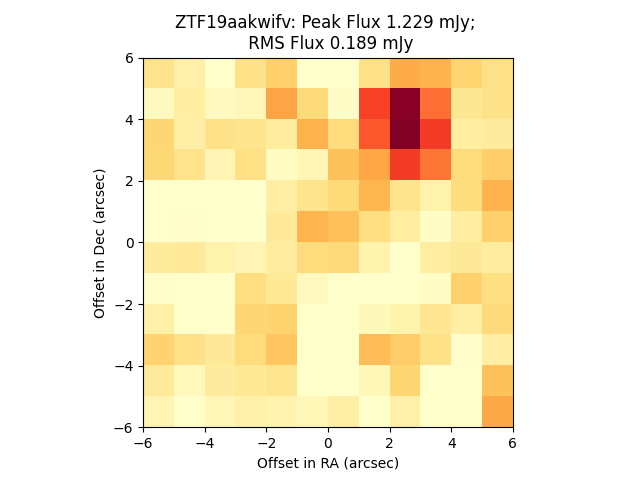 ZTF19aakwifv: Peak Flux 1.229 mJy;
RMS Flux 0.189 mJy
6
4
2
0
−2
−4
−6
Offset in Dec (arcsec)
−6 −4 −2 0 2 4 6
Offset in RA (arcsec)